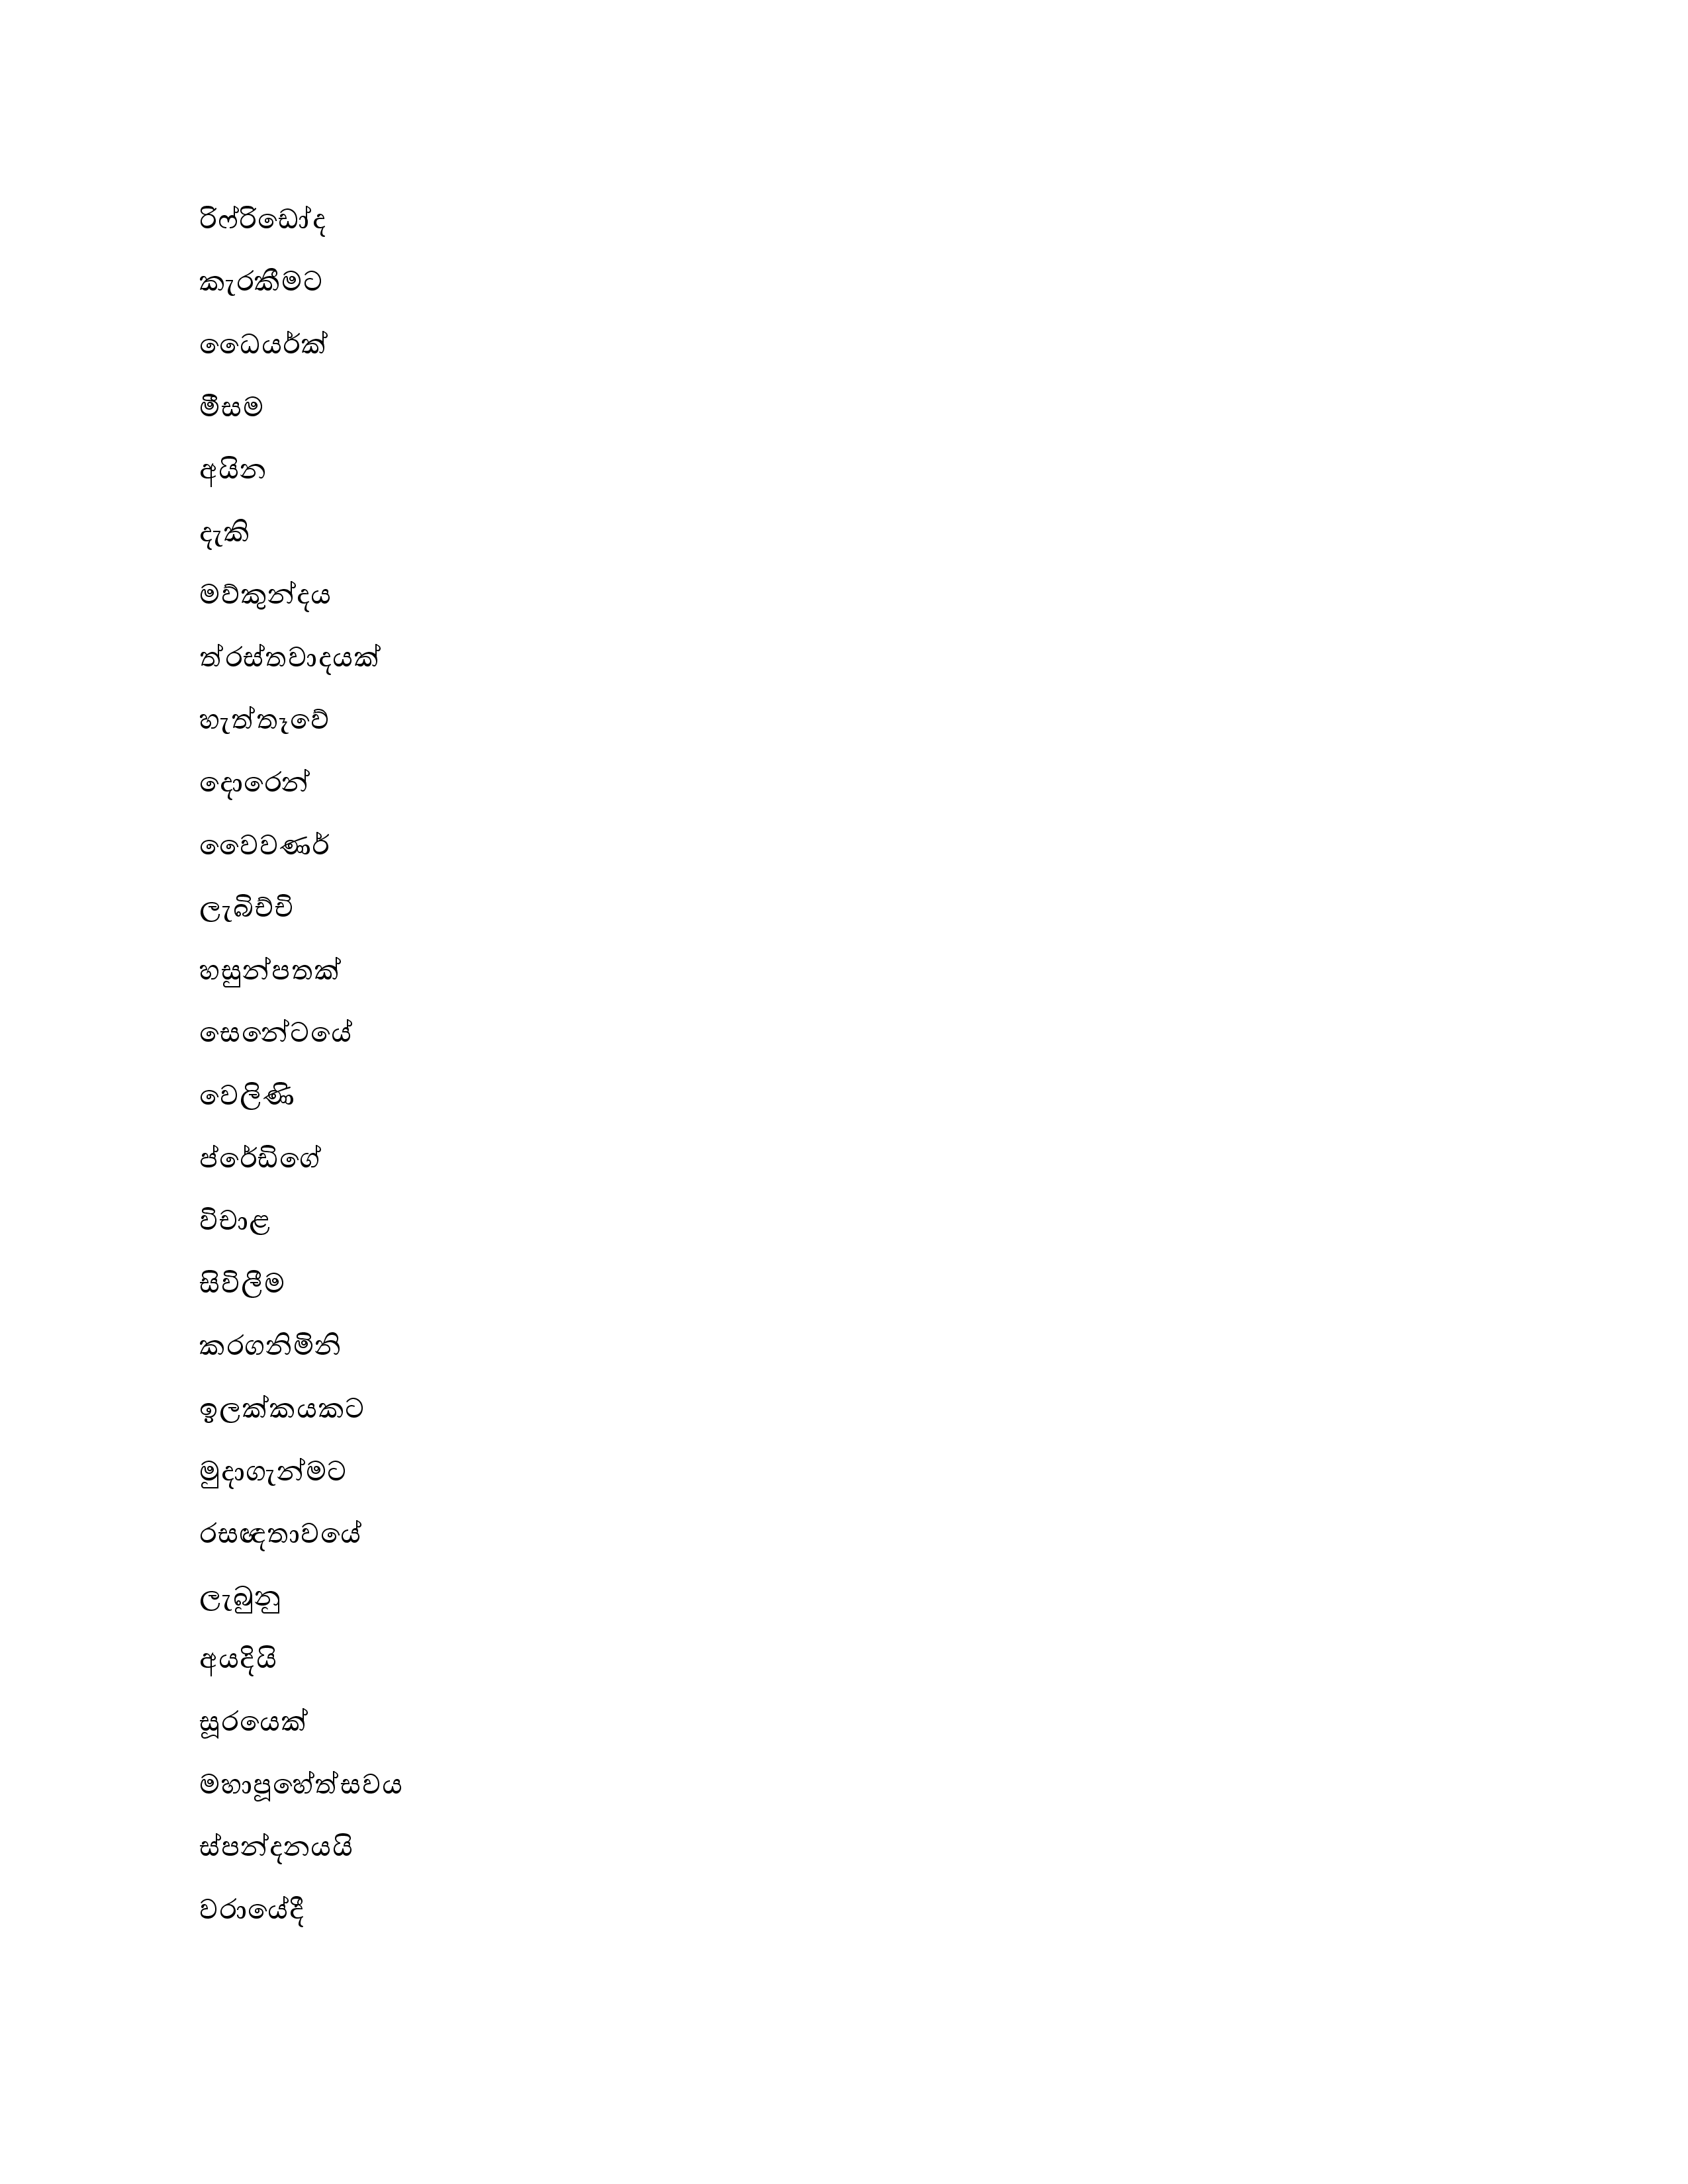 රිෆ්රිඩෝද
කැරකීමට
ධෛයර්ක්
මීසම
අයින
දැකි
මව්කුන්දය
ත්රස්තවාදයක්
හැත්තෑවේ
දොරෙන්
වෛවණර්
ලැබිච්චි
හසුන්පතක්
සෙනේටයේ
වෙලිණි
ප්රේඩිගේ
විචාළ
සිවිලීම
කරගනිමිනි
ඉලක්කයකට
මුදාගැන්මට
රසඥතාවයේ
ලැබුනු
අයදියි
සූරයෙක්
මහාපූහේත්සවය
ස්පන්දනයයි
වරායේදී